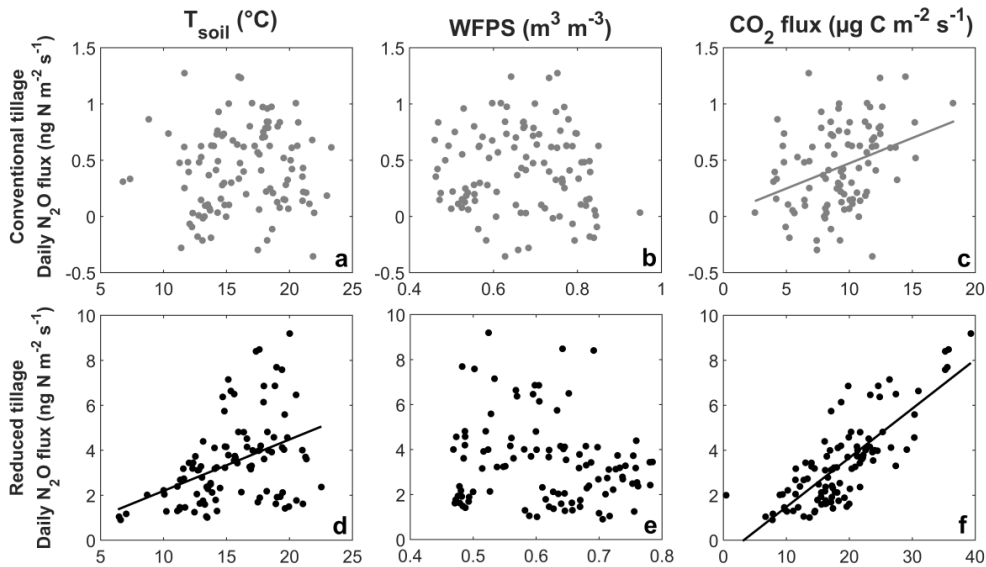 T_soil (°C)
WFPS (m³ m⁻³)
CO₂ flux (µg C m⁻² s⁻¹)
Conventional tillage
Daily N₂O flux (ng N m⁻² s⁻¹)
1.5
1
0.5
0
-0.5
5 10 15 20 25
a
1.5
1
0.5
0
-0.5
0.4 0.6 0.8 1
b
1.5
1
0.5
0
-0.5
0 5 10 15 20
c
Reduced tillage
Daily N₂O flux (ng N m⁻² s⁻¹)
10
8
6
4
2
0
5 10 15 20 25
d
10
8
6
4
2
0
0.4 0.5 0.6 0.7 0.8
e
10
8
6
4
2
0
0 10 20 30 40
f